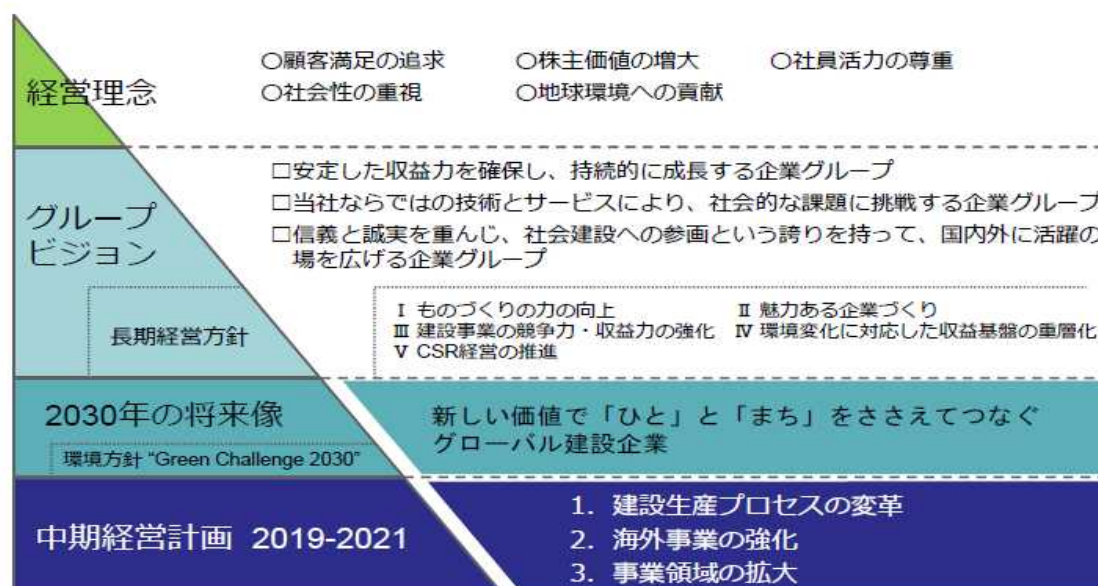 経営理念
○顧客満足の追求 ○株主価値の増大 ○社員活力の尊重
○社会性の重視 ○地球環境への貢献
グループ
ビジョン
□安定した収益力を確保し、持続的に成長する企業グループ
□当社ならではの技術とサービスにより、社会的な課題に挑戦する企業グループ
□信義と誠実を重んじ、社会建設への参画という誇りを持って、国内外に活躍の
場を広げる企業グループ
長期経営方針
Ⅰ ものづくりの力の向上 Ⅱ 魅力ある企業づくり
Ⅲ 建設事業の競争力・収益力の強化 Ⅳ 環境変化に対応した収益基盤の重層化
Ⅴ CSR経営の推進
2030年の将来像
環境方針 “Green Challenge 2030”
新しい価値で「ひと」と「まち」をささえてつなぐ
グローバル建設企業
中期経営計画 2019-2021
1. 建設生産プロセスの変革
2. 海外事業の強化
3. 事業領域の拡大